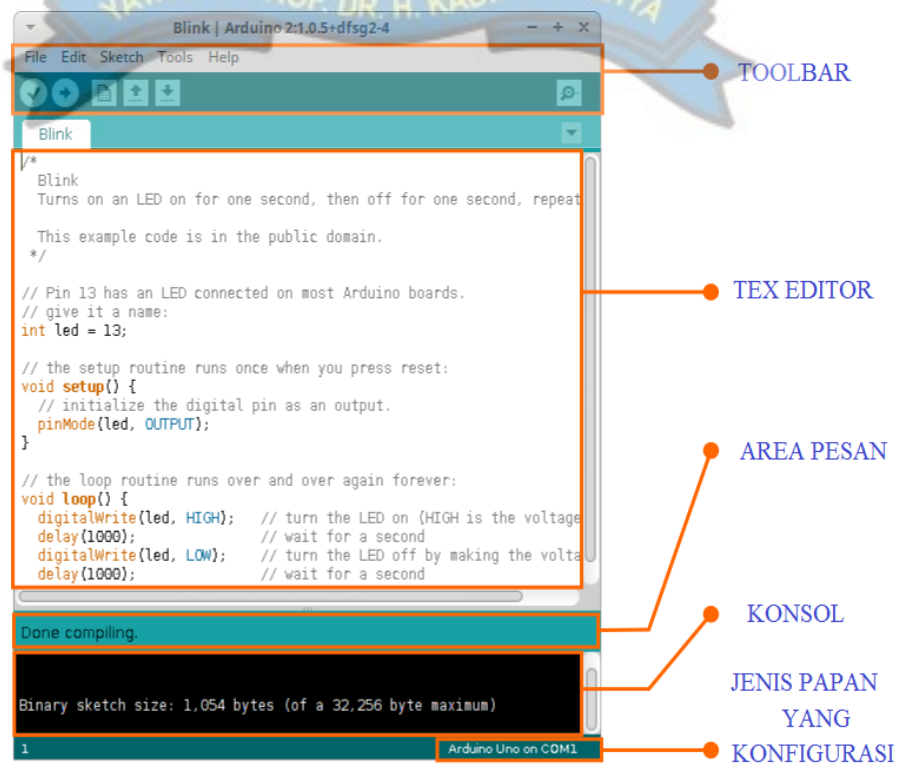 Blink | Arduino 2:1.0.5+dfsg2-4
File Edit Sketch Tools Help
TOOLBAR
Blink
/*
Blink
Turns on an LED on for one second, then off for one second, repeat
This example code is in the public domain.
*/
// Pin 13 has an LED connected on most Arduino boards.
// give it a name:
int led = 13;
TEX EDITOR
// the setup routine runs once when you press reset:
void setup() {
// initialize the digital pin as an output.
pinMode(led, OUTPUT);
}
AREA PESAN
// the loop routine runs over and over again forever:
void loop() {
digitalWrite(led, HIGH); // turn the LED on (HIGH is the voltage
delay(1000); // wait for a second
digitalWrite(led, LOW); // turn the LED off by making the volta
delay(1000); // wait for a second
Done compiling.
KONSOL
Binary sketch size: 1,054 bytes (of a 32,256 byte maximum)
1
Arduino Uno on COM1
JENIS PAPAN
YANG
KONFIGURASI
PROF. DR. H.